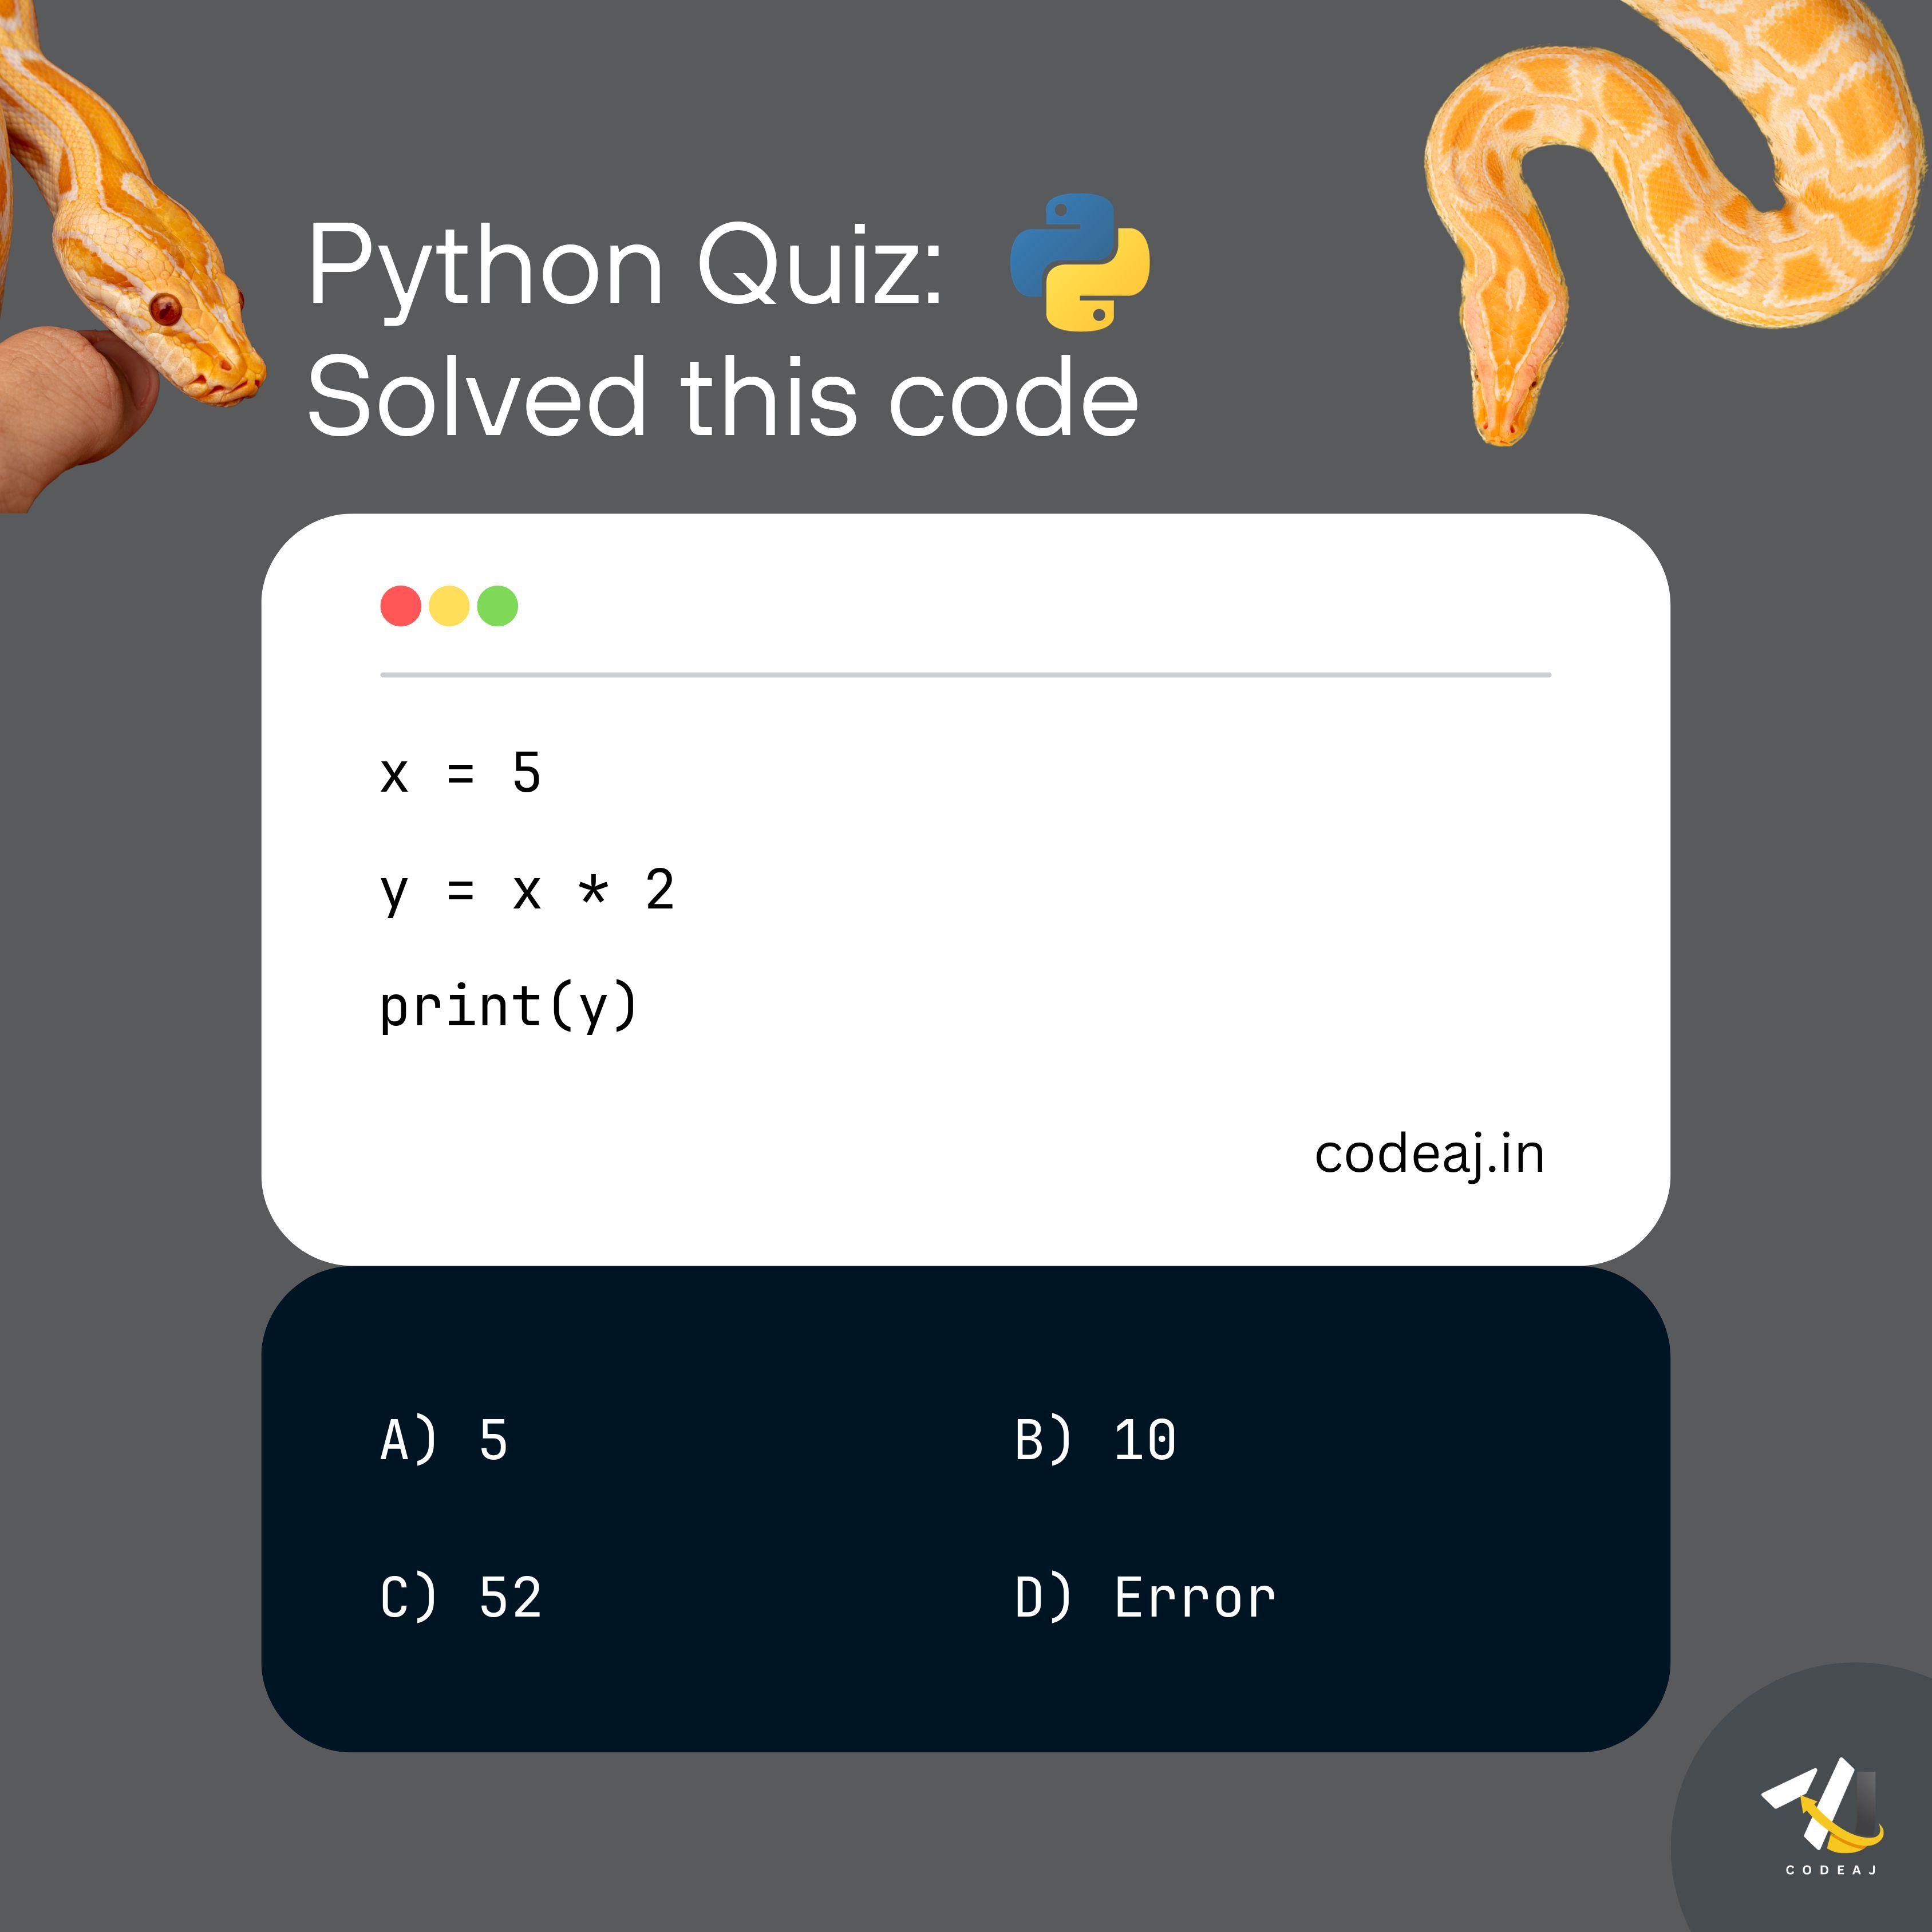 Python Quiz:
Solved this code
x = 5
y = x * 2
print(y)
codeaj.in
A) 5
B) 10
C) 52
D) Error
CODEAJ